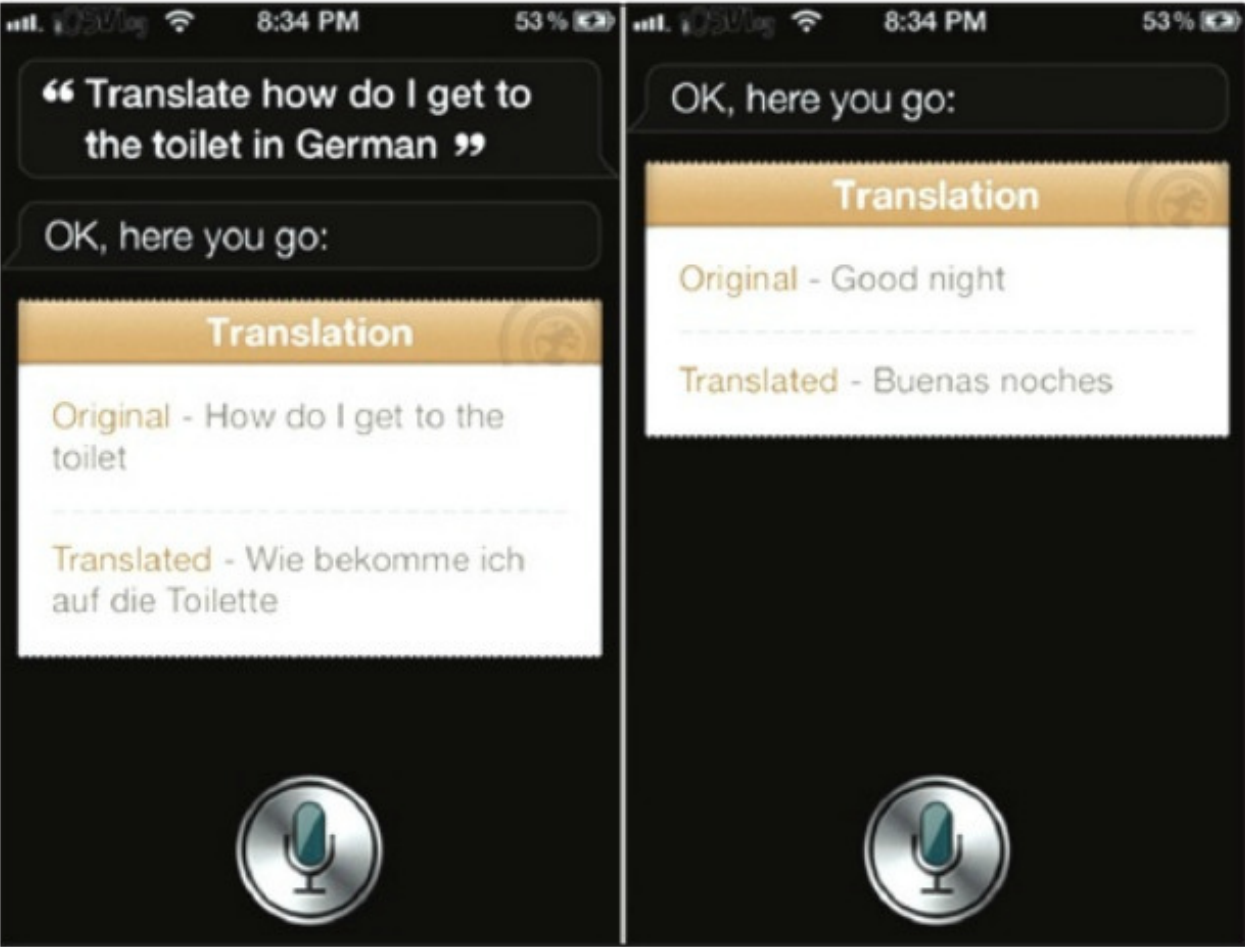 8:34 PM
53%
“ Translate how do I get to
the toilet in German ”
OK, here you go:
Translation
Original - How do I get to the
toilet
Translated - Wie bekomme ich
auf die Toilette
8:34 PM
53%
OK, here you go:
Translation
Original - Good night
Translated - Buenas noches